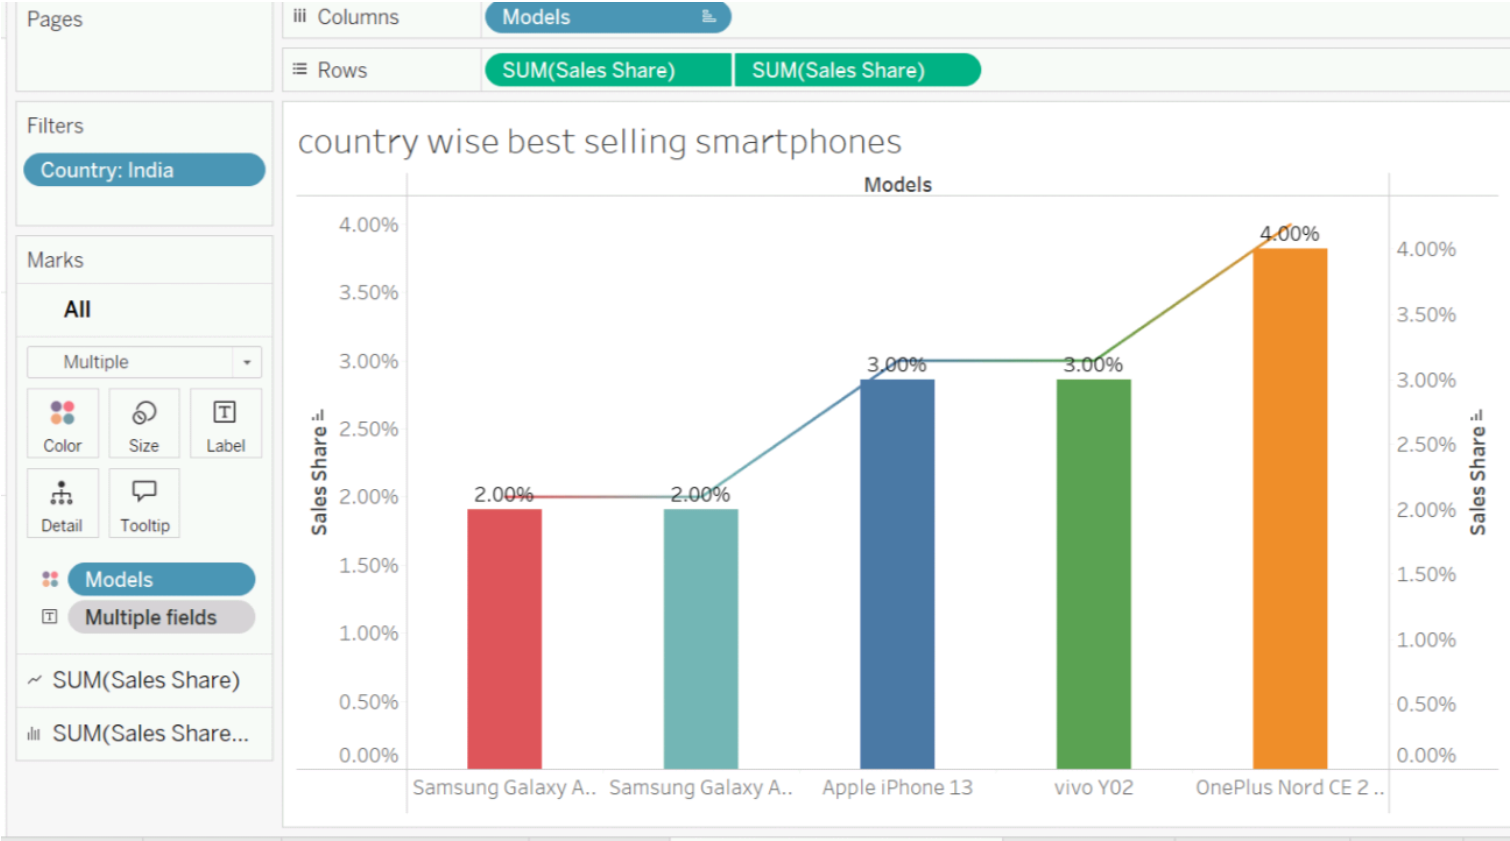 Pages
Columns
Models
Rows
SUM(Sales Share)
SUM(Sales Share)
Filters
Country: India
Marks
All
Multiple
Color
Size
Label
Detail
Tooltip
Models
Multiple fields
SUM(Sales Share)
SUM(Sales Share...
country wise best selling smartphones
Models
Sales Share
4.00%
3.50%
3.00%
2.50%
2.00%
1.50%
1.00%
0.50%
0.00%
2.00%
2.00%
3.00%
3.00%
4.00%
Samsung Galaxy A..
Samsung Galaxy A..
Apple iPhone 13
vivo Y02
OnePlus Nord CE 2 ..
4.00%
3.50%
3.00%
2.50%
2.00%
1.50%
1.00%
0.50%
0.00%
Sales Share